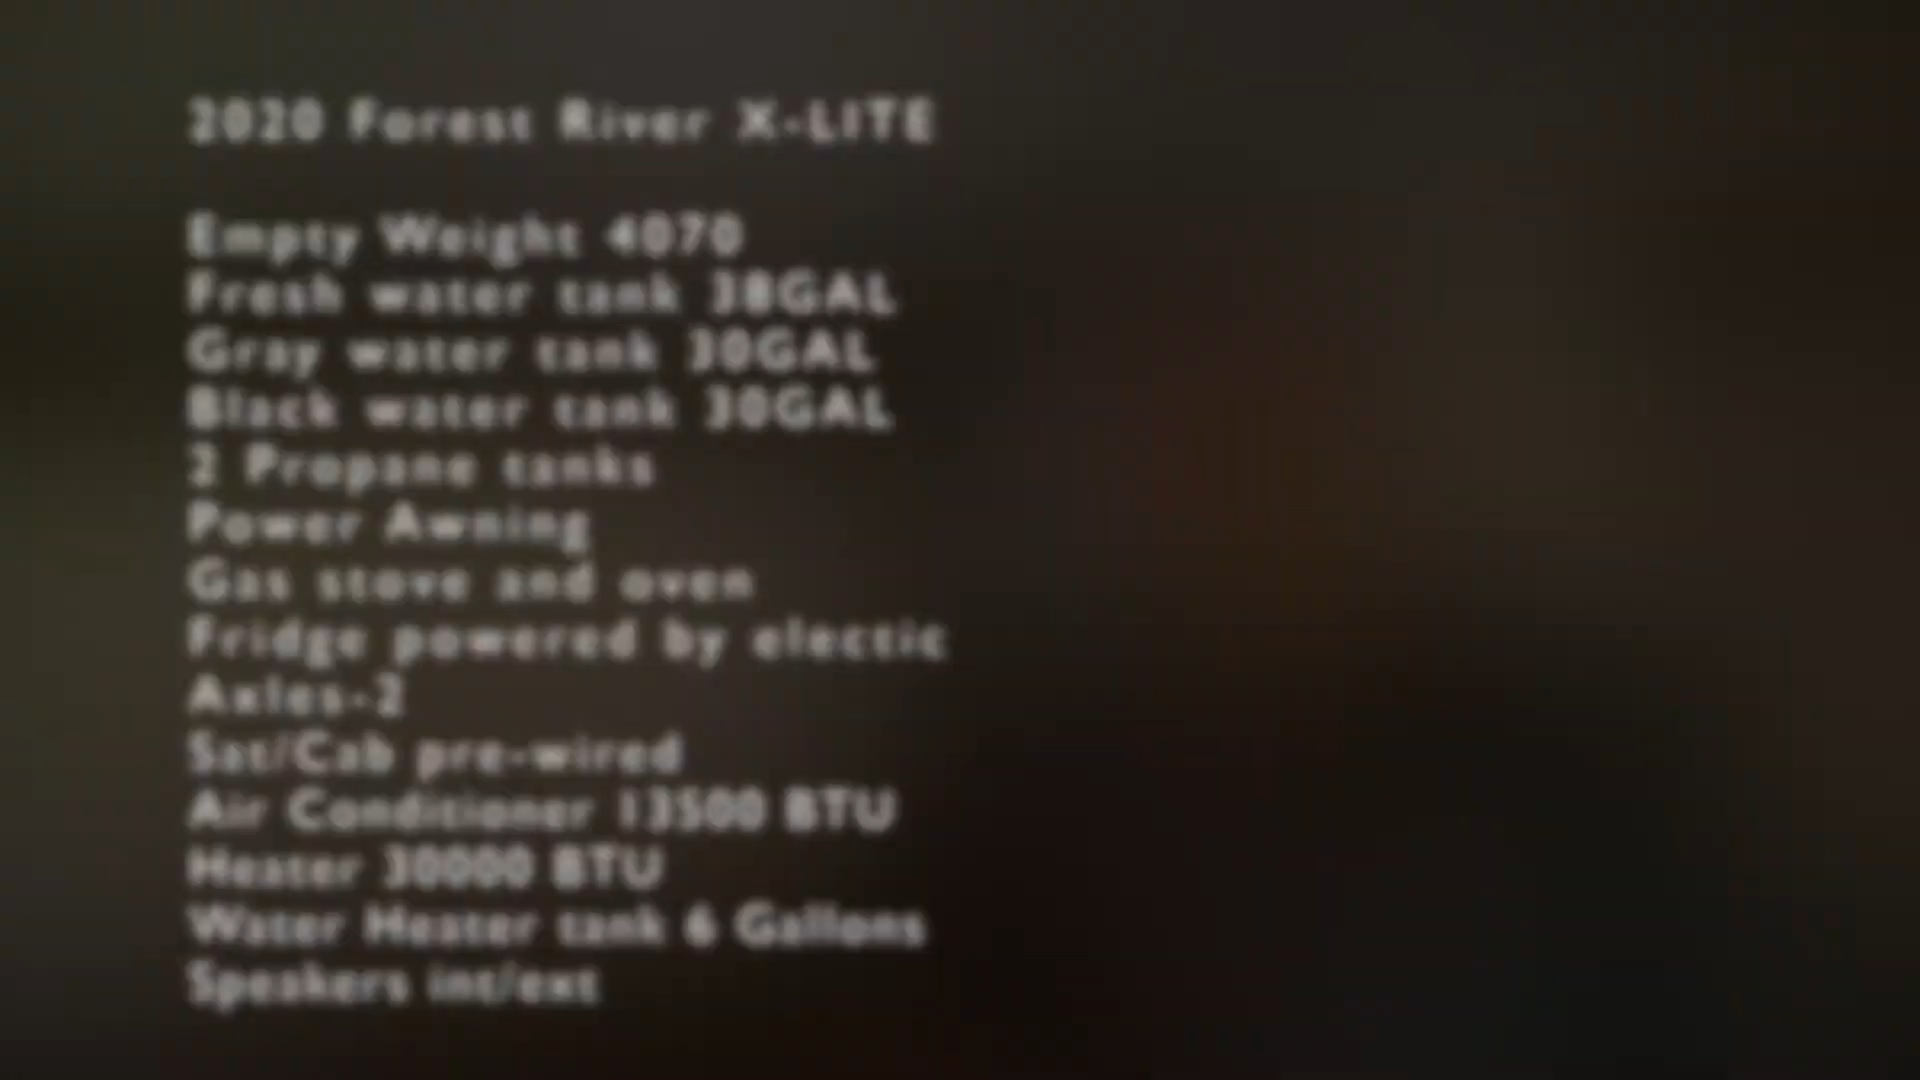 2020 Forest River X-LITE
Empty Weight 4070
Fresh water tank 38GAL
Gray water tank 30GAL
Black water tank 30GAL
2 Propane tanks
Power Awning
Gas stove and oven
Fridge powered by electic
Axles-2
Sat/Cab pre-wired
Air Conditioner 13500 BTU
Heater 30000 BTU
Water Heater tank 6 Gallons
Speakers int/ext